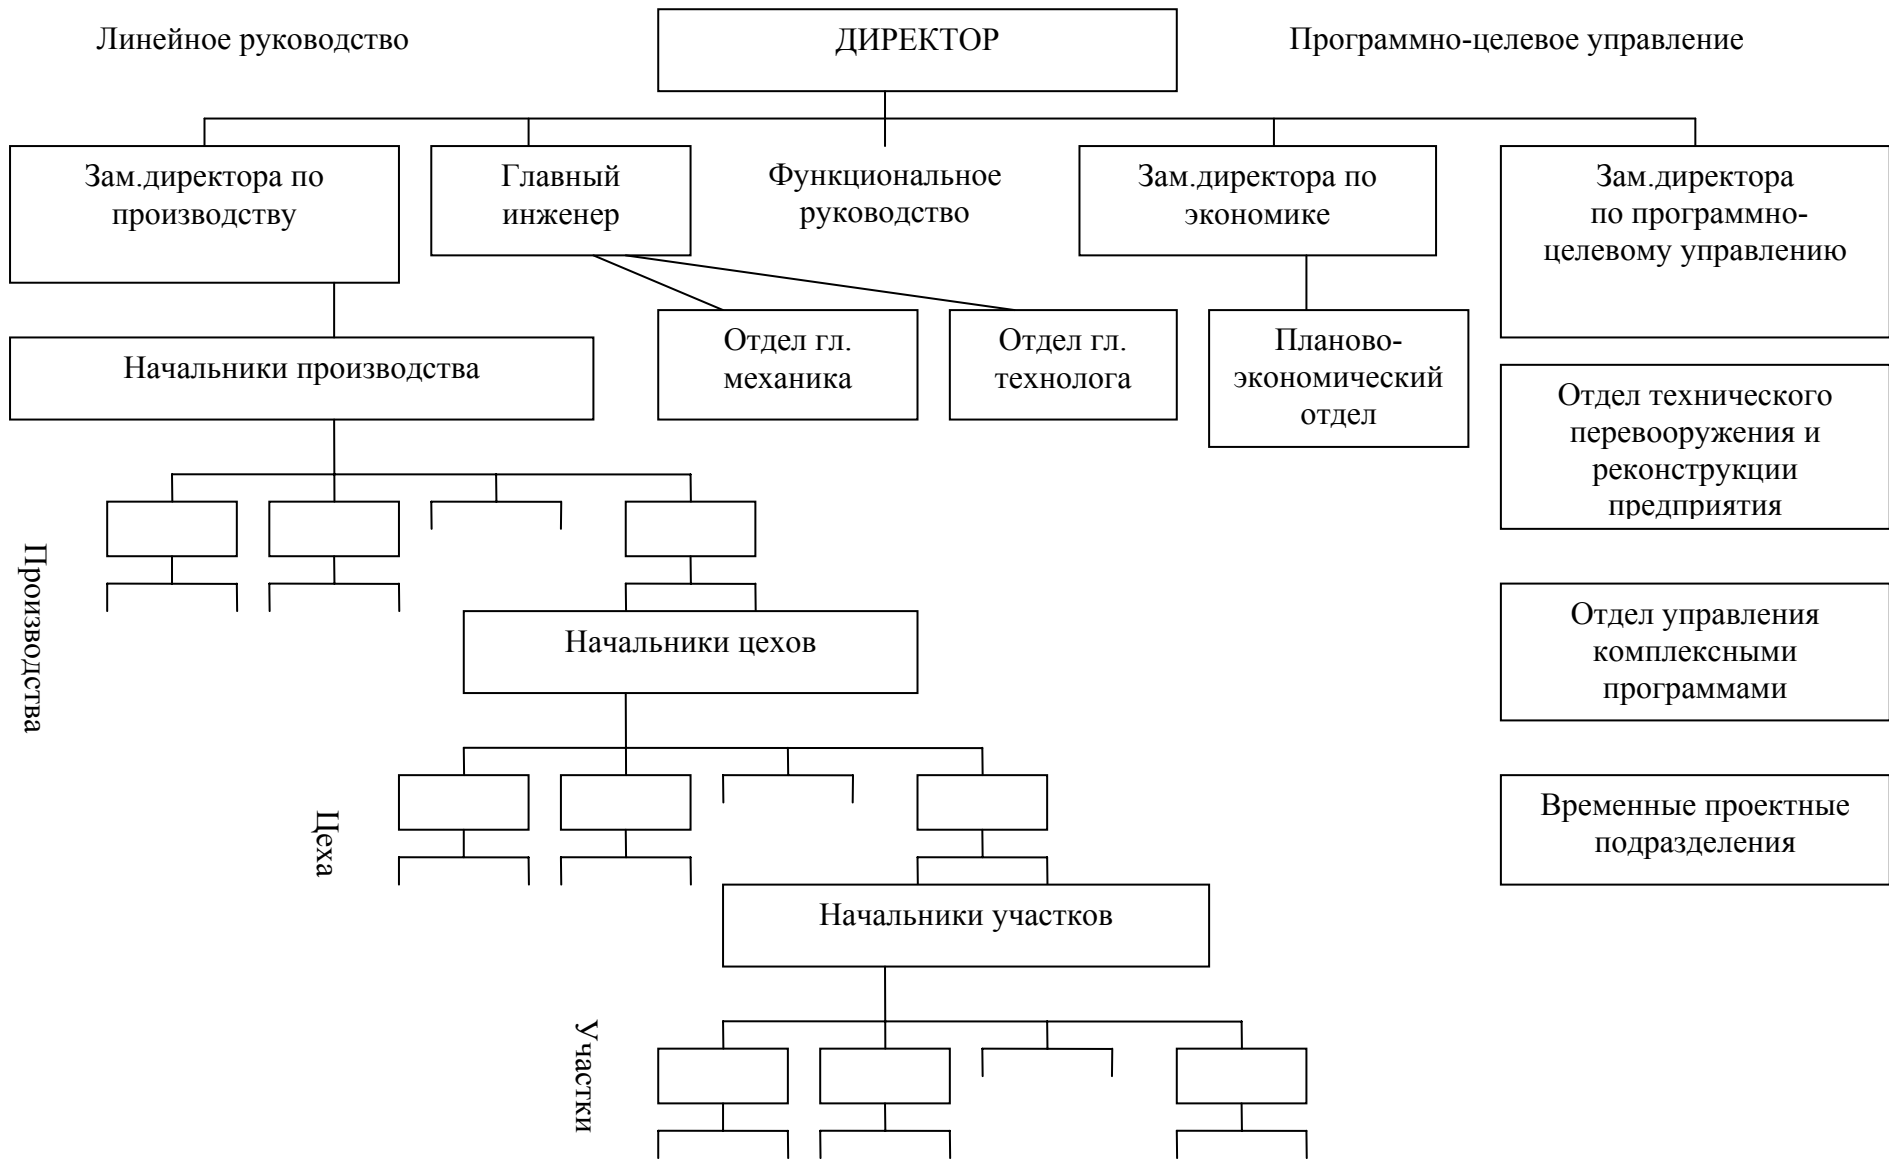 Линейное руководство
ДИРЕКТОР
Программно-целевое управление
Зам.директора по
производству
Главный
инженер
Функциональное
руководство
Зам.директора по
экономике
Зам.директора
по программно-
целевому управлению
Начальники производства
Отдел гл.
механика
Отдел гл.
технолога
Планово-
экономический
отдел
Отдел технического
перевооружения и
реконструкции
предприятия
Производства
Начальники цехов
Отдел управления
комплексными
программами
Цеха
Временные проектные
подразделения
Начальники участков
Участки